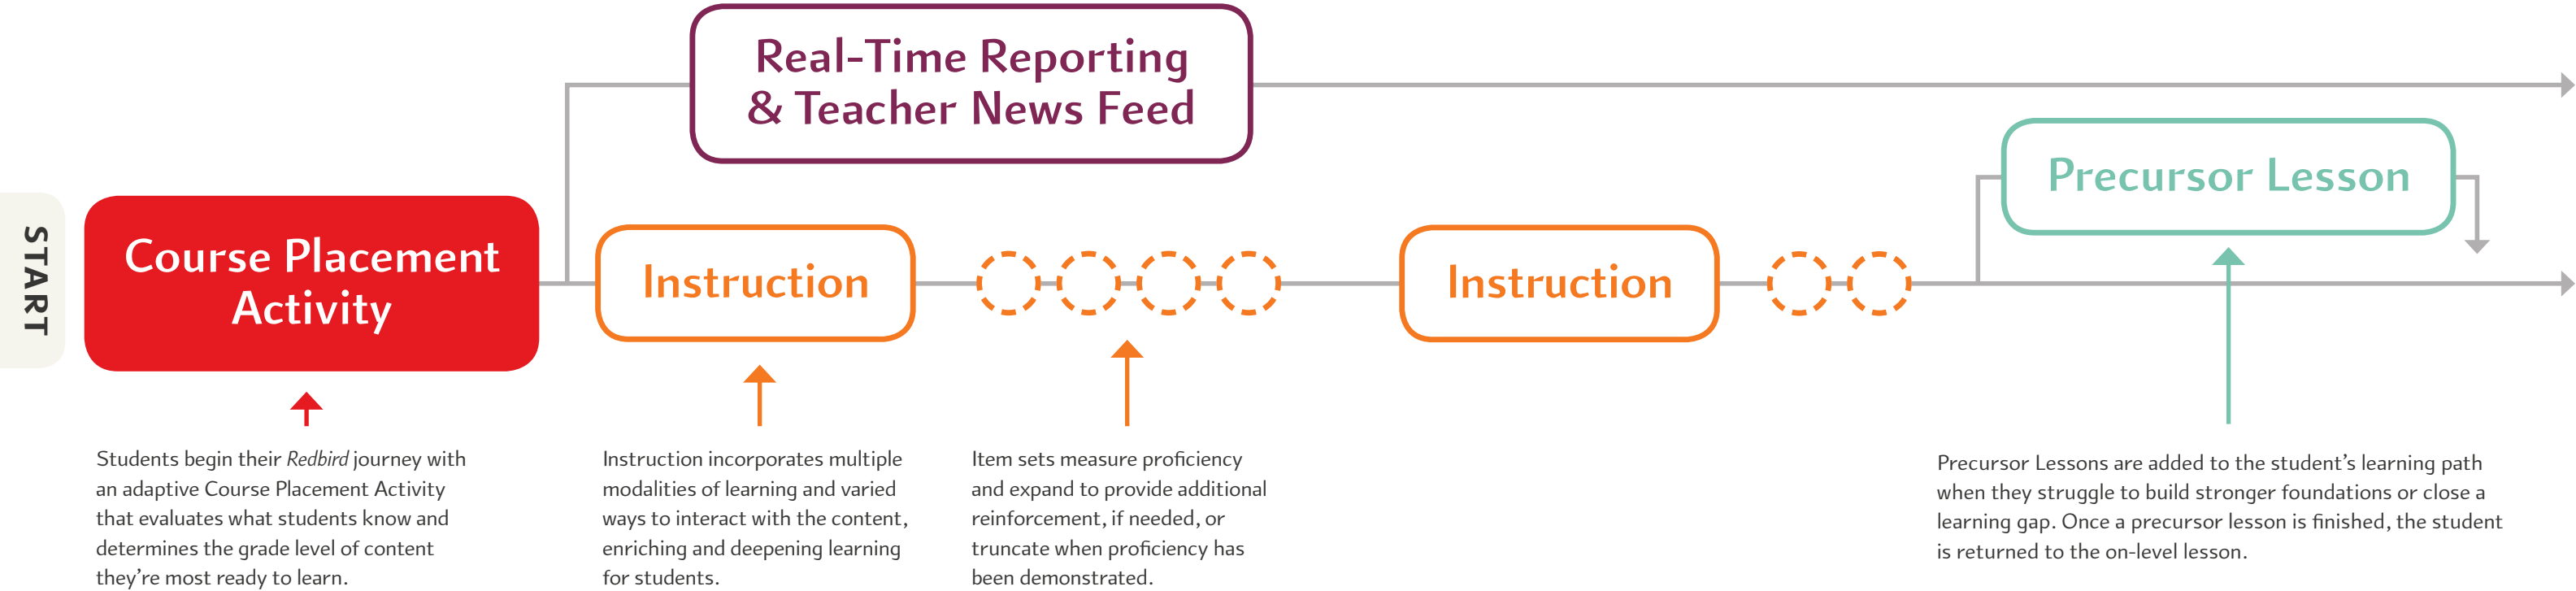 START
Course Placement
Activity
Real-Time Reporting
& Teacher News Feed
Instruction
Instruction
Precursor Lesson
Students begin their Redbird journey with
an adaptive Course Placement Activity
that evaluates what students know and
determines the grade level of content
they’re most ready to learn.
Instruction incorporates multiple
modalities of learning and varied
ways to interact with the content,
enriching and deepening learning
for students.
Item sets measure proficiency
and expand to provide additional
reinforcement, if needed, or
truncate when proficiency has
been demonstrated.
Precursor Lessons are added to the student’s learning path
when they struggle to build stronger foundations or close a
learning gap. Once a precursor lesson is finished, the student
is returned to the on-level lesson.